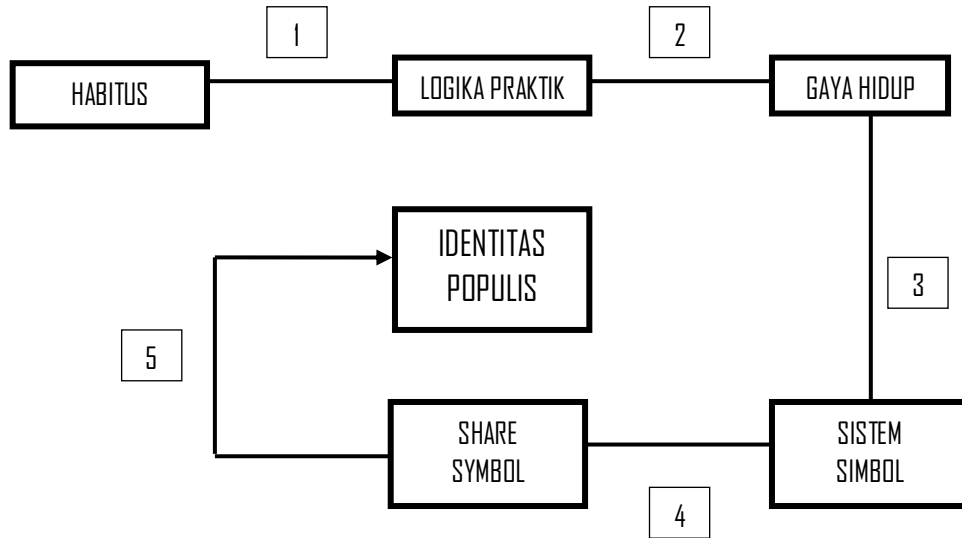 1
2
HABITUS
LOGIKA PRAKTIK
GAYA HIDUP
IDENTITAS
POPULIS
3
5
SHARE
SYMBOL
SISTEM
SIMBOL
4